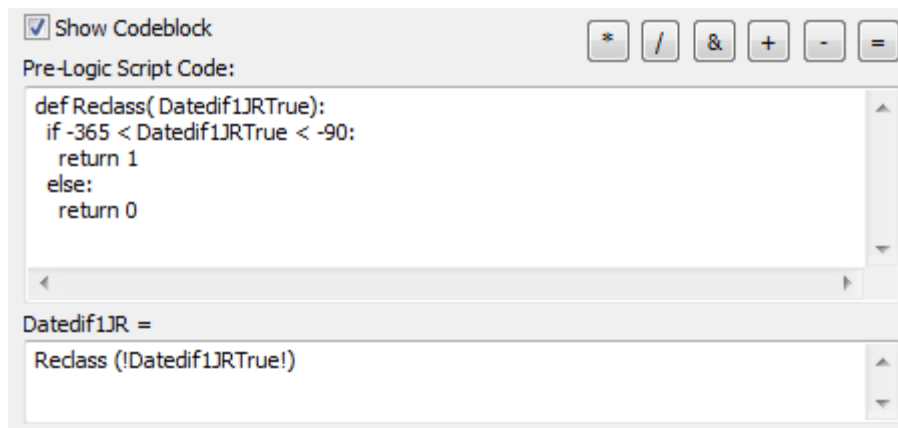 Show Codeblock
* / & + - =
Pre-Logic Script Code:
def Reclass( Datedif1JRTrue):
if -365 < Datedif1JRTrue < -90:
return 1
else:
return 0
Datedif1JR =
Reclass (!Datedif1JRTrue!)